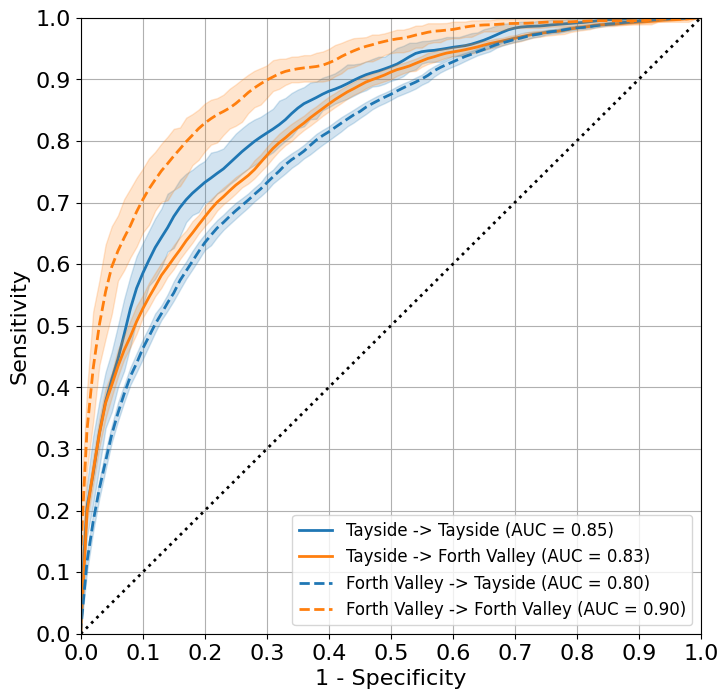 Sensitivity
1.0
0.9
0.8
0.7
0.6
0.5
0.4
0.3
0.2
0.1
0.0
Tayside -> Tayside (AUC = 0.85)
Tayside -> Forth Valley (AUC = 0.83)
Forth Valley -> Tayside (AUC = 0.80)
Forth Valley -> Forth Valley (AUC = 0.90)
0.0 0.1 0.2 0.3 0.4 0.5 0.6 0.7 0.8 0.9 1.0
1 - Specificity